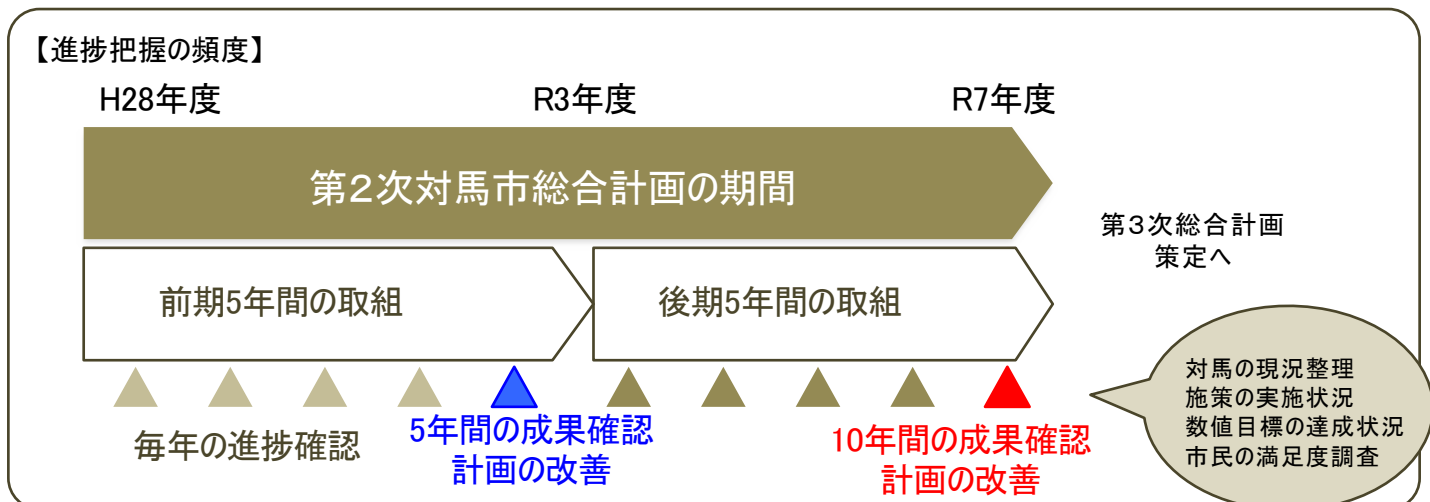 【進捗把握の頻度】
H28年度
R3年度
R7年度
第２次対馬市総合計画の期間
第３次総合計画
策定へ
前期5年間の取組
後期5年間の取組
毎年の進捗確認
5年間の成果確認
計画の改善
10年間の成果確認
計画の改善
対馬の現況整理
施策の実施状況
数値目標の達成状況
市民の満足度調査